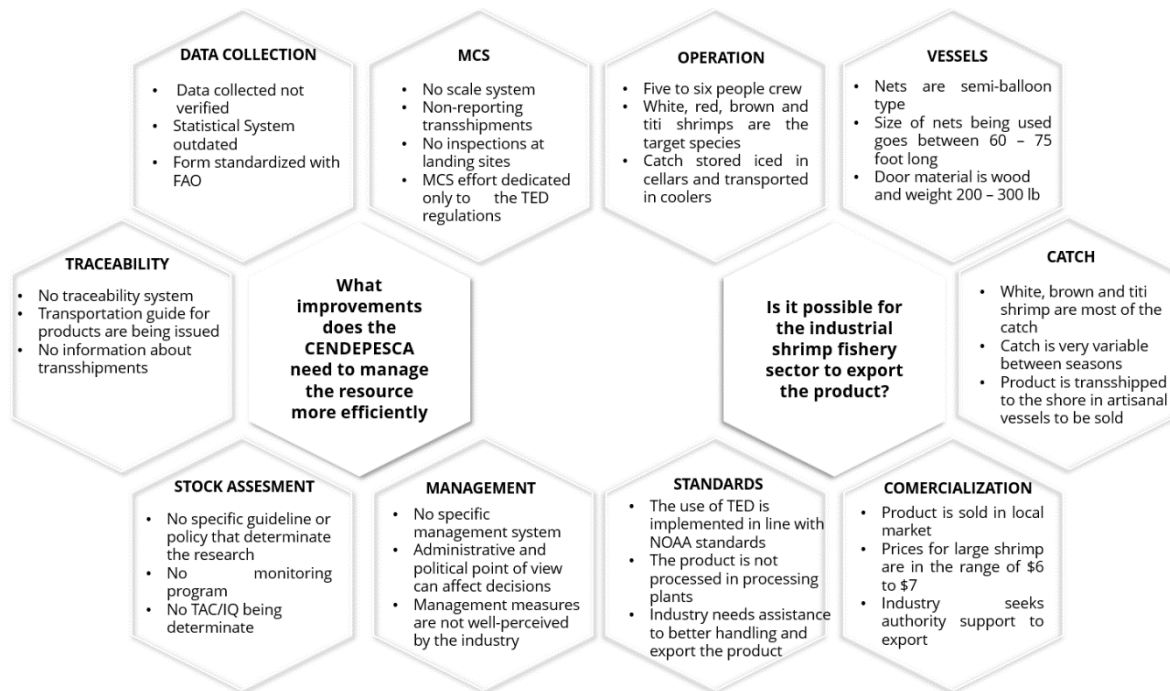 DATA COLLECTION
• Data collected not
verified
• Statistical System
outdated
• Form standardized with
FAO
MCS
• No scale system
• Non-reporting
transshipments
• No inspections at
landing sites
• MCS effort dedicated
only to the TED
regulations
OPERATION
• Five to six people crew
• White, red, brown and
titi shrimps are the
target species
• Catch stored iced in
cellars and transported
in coolers
VESSELS
• Nets are semi-balloon
type
• Size of nets being used
goes between 60 – 75
foot long
• Door material is wood
and weight 200 – 300 lb
TRACEABILITY
• No traceability system
• Transportation guide for
products are being issued
• No information about
transshipments
What
improvements
does the
CENDEPESCA
need to manage
the resource
more efficiently
Is it possible for
the industrial
shrimp fishery
sector to export
the product?
CATCH
• White, brown and titi
shrimp are most of the
catch
• Catch is very variable
between seasons
• Product is transshipped
to the shore in artisanal
vessels to be sold
STOCK ASSESMENT
• No specific guideline or
policy that determinate
the research
• No monitoring
program
• No TAC/IQ being
determinate
MANAGEMENT
• No specific
management system
• Administrative and
political point of view
can affect decisions
• Management measures
are not well-perceived
by the industry
STANDARDS
• The use of TED is
implemented in line with
NOAA standards
• The product is not
processed in processing
plants
• Industry needs assistance
to better handling and
export the product
COMERCIALIZATION
• Product is sold in local
market
• Prices for large shrimp
are in the range of $6
to $7
• Industry seeks
authority support to
export